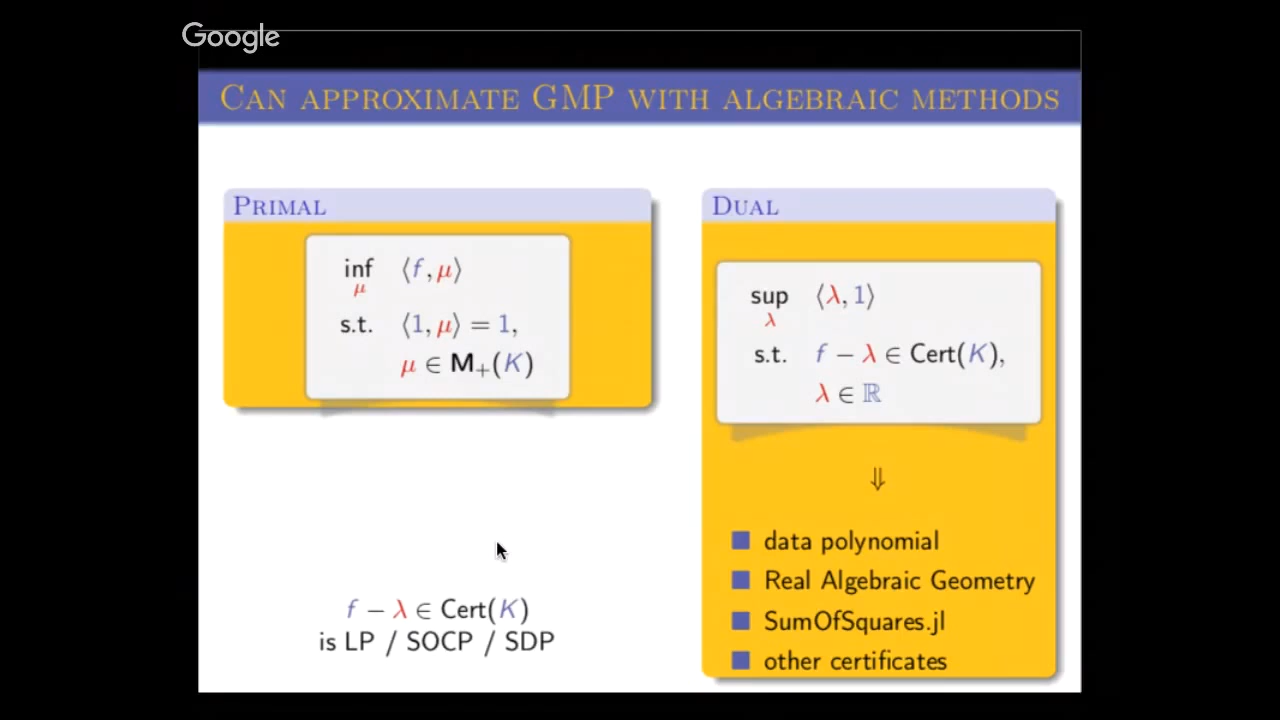 Google
CAN APPROXIMATE GMP WITH ALGEBRAIC METHODS
PRIMAL
inf ⟨f, μ⟩
μ
s.t. ⟨1, μ⟩ = 1,
μ ∈ M₊(K)
f − λ ∈ Cert(K)
is LP / SOCP / SDP
DUAL
sup ⟨λ, 1⟩
λ
s.t. f − λ ∈ Cert(K),
λ ∈ ℝ
⇓
data polynomial
Real Algebraic Geometry
SumOfSquares.jl
other certificates